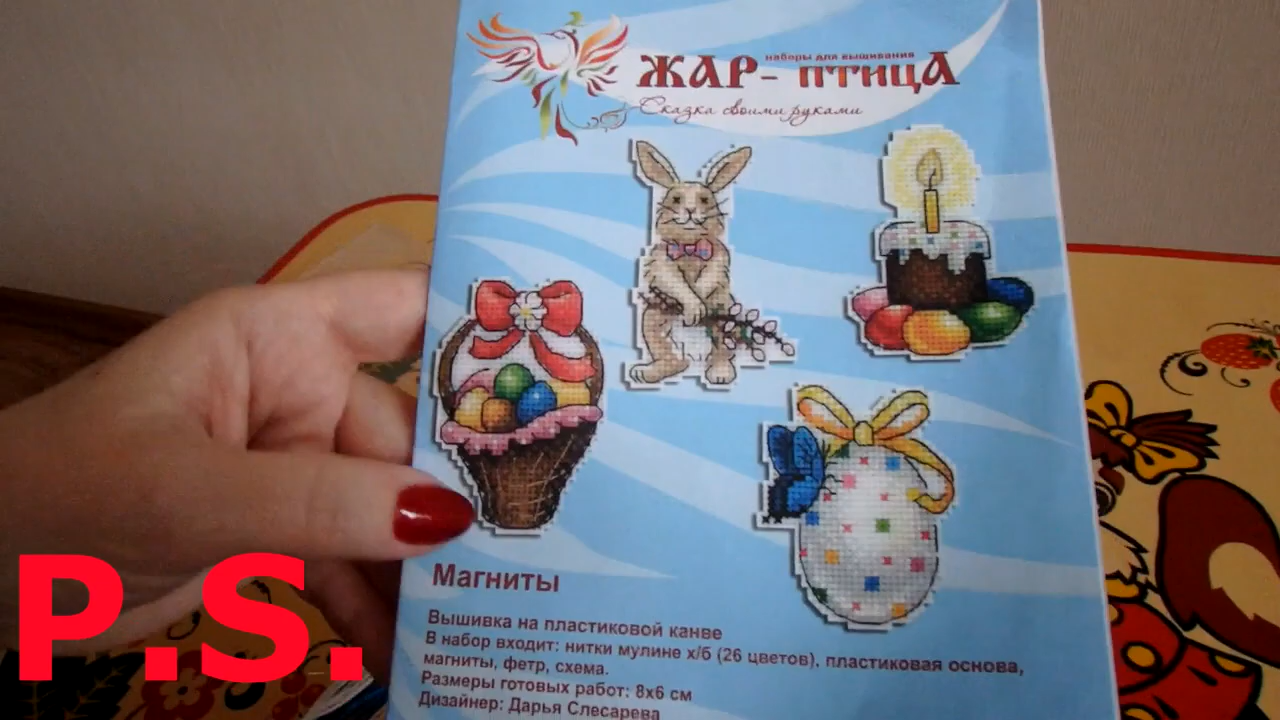 наборы для вышивания
ЖАР-ПТИЦА
Сказка своими руками
Магниты
Вышивка на пластиковой канве
В набор входит: нитки мулине х/б (26 цветов), пластиковая основа,
магниты, фетр, схема.
Размеры готовых работ: 8х6 см
Дизайнер: Дарья Слесарева
P.S.